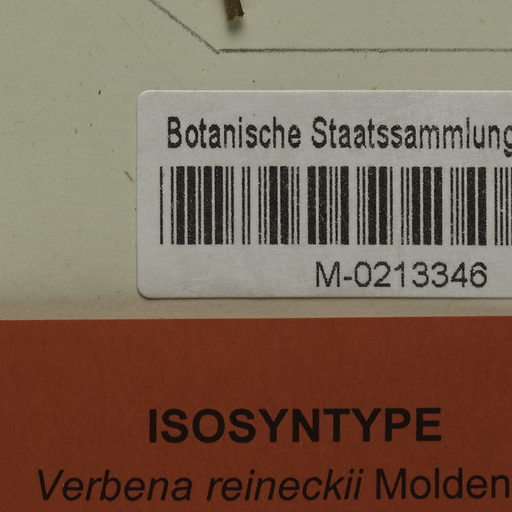 Botanische Staatssammlung
M-0213346
ISOSYNTYPE
Verbena reineckii Molden